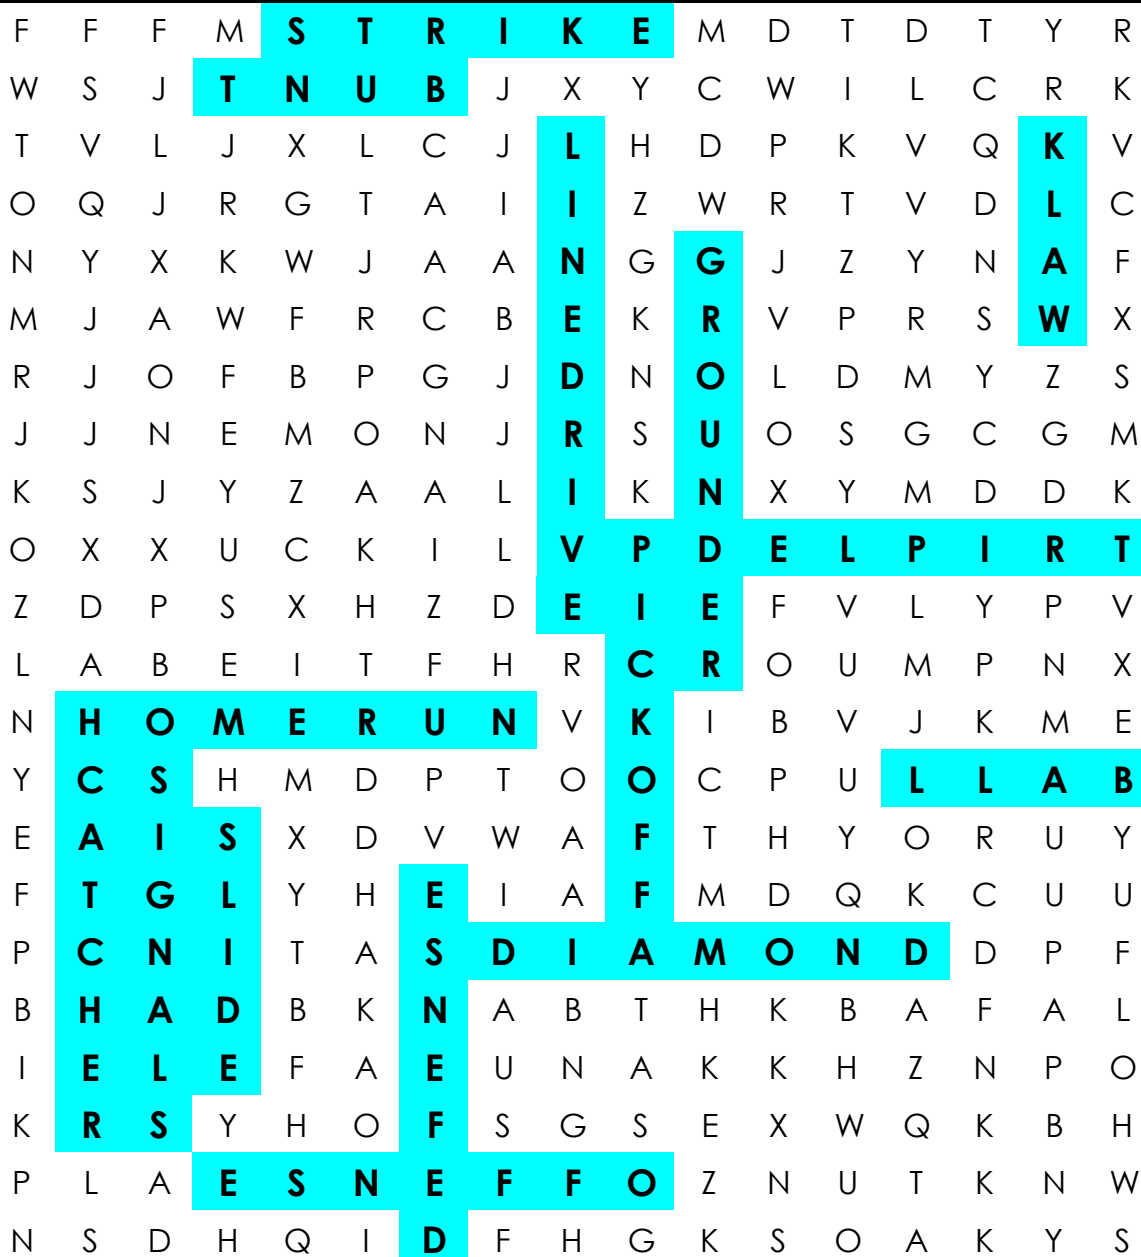 F F F M S T R I K E M D T D T Y R
W S J T N U B J X Y C W I L C R K
T V L J X L C J L H D P K V Q K V
O Q J R G T A I I Z W R T V D L C
N Y X K W J A A N G G J Z Y N A F
M J A W F R C B E K R V P R S W X
R J O F B P G J D N O L D M Y Z S
J J N E M O N J R S U O S G C G M
K S J Y Z A A L I K N X Y M D D K
O X X U C K I L V P D E L P I R T
Z D P S X H Z D E I E F V L Y P V
L A B E I T F H R C R O U M P N X
N H O M E R U N V K I B V J K M E
Y C S H M D P T O O C P U L L A B
E A I S X D V W A F T H Y O R U Y
F T G L Y H E I A F M D Q K C U U
P C N I T A S D I A M O N D D P F
B H A D B K N A B T H K B A F A L
I E L E F A E U N A K K H Z N P O
K R S Y H O F S G S E X W Q K B H
P L A E S N E F F O Z N U T K N W
N S D H Q I D F H G K S O A K Y S